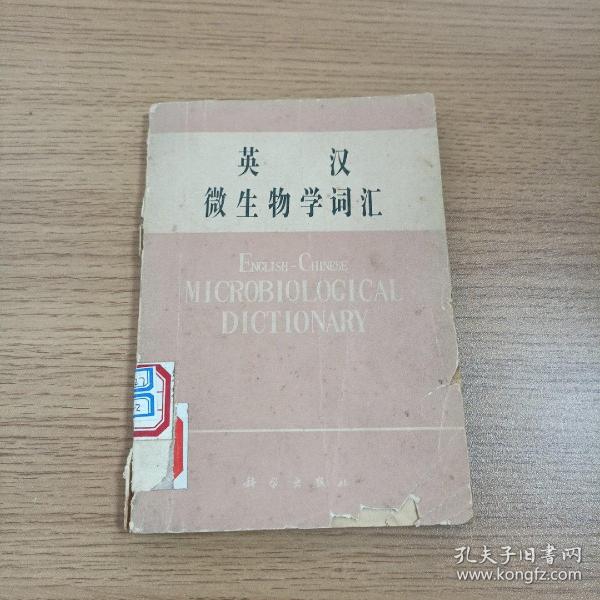 英 汉
微生物学词汇
ENGLISH-CHINESE
MICROBIOLOGICAL
DICTIONARY
科学出版社
孔夫子旧书网
www.kongfz.com